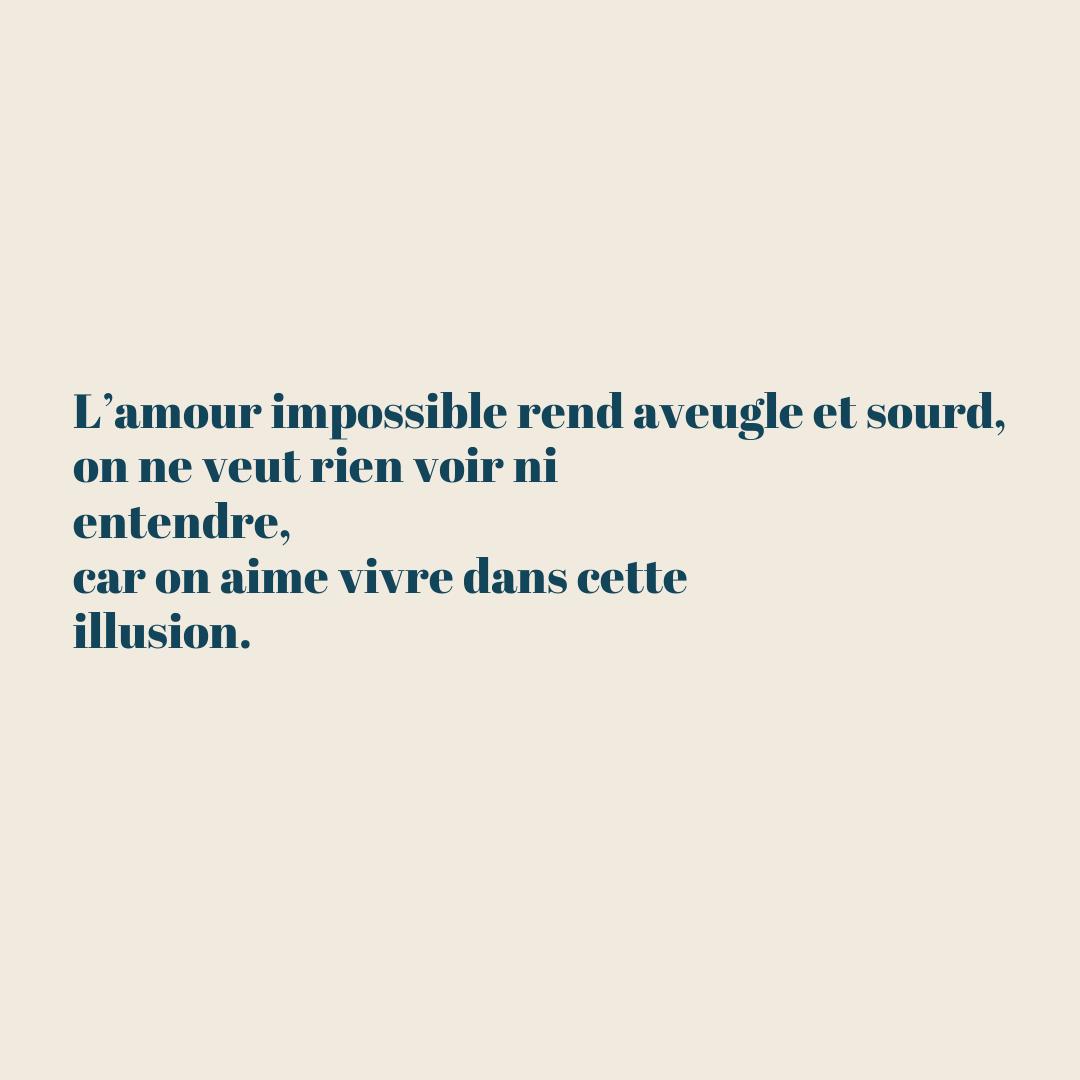 L’amour impossible rend aveugle et sourd,
on ne veut rien voir ni
entendre,
car on aime vivre dans cette
illusion.